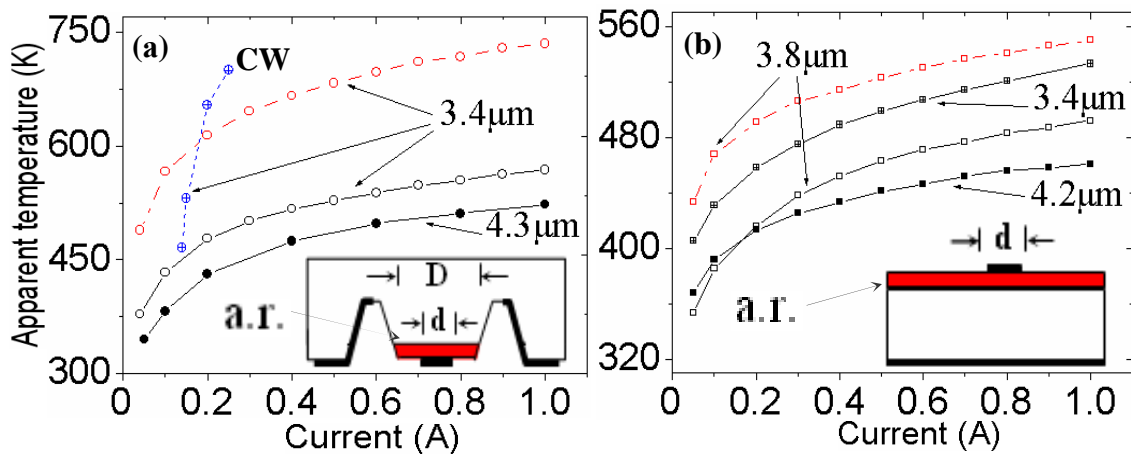 Apparent temperature (K)
750
600
450
300
(a)
CW
3.4µm
4.3µm
D
d
a.r.
0
0.2
0.4
0.6
0.8
1.0
Current (A)
560
480
400
320
(b)
3.8µm
3.4µm
4.2µm
d
a.r.
0
0.2
0.4
0.6
0.8
1.0
Current (A)